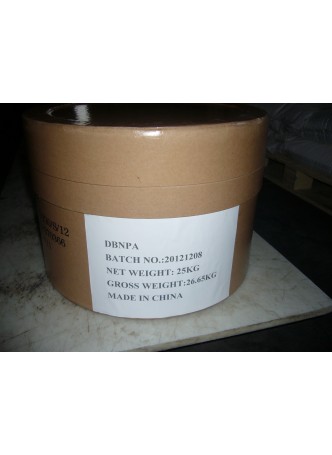 DBNPA
BATCH NO.:20121208
NET WEIGHT: 25KG
GROSS WEIGHT:26.65KG
MADE IN CHINA